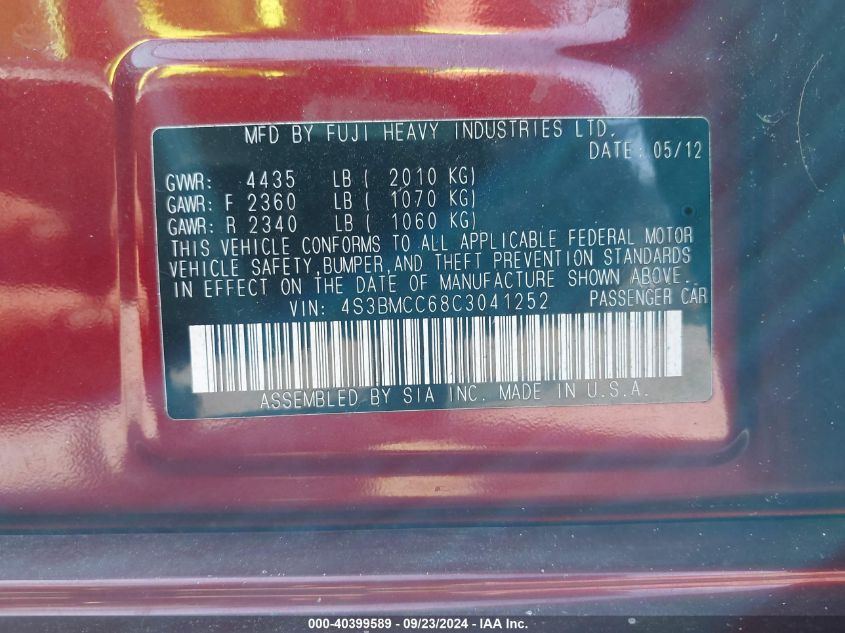 MFD BY FUJI HEAVY INDUSTRIES LTD.
DATE: 05/12
GVWR: 4435 LB ( 2010 KG)
GAWR: F 2360 LB ( 1070 KG)
GAWR: R 2340 LB ( 1060 KG)
THIS VEHICLE CONFORMS TO ALL APPLICABLE FEDERAL MOTOR
VEHICLE SAFETY,BUMPER,AND THEFT PREVENTION STANDARDS
IN EFFECT ON THE DATE OF MANUFACTURE SHOWN ABOVE.
VIN: 4S3BMCC68C3041252 PASSENGER CAR
ASSEMBLED BY SIA INC. MADE IN U.S.A.
000-40399589 - 09/23/2024 - IAA Inc.